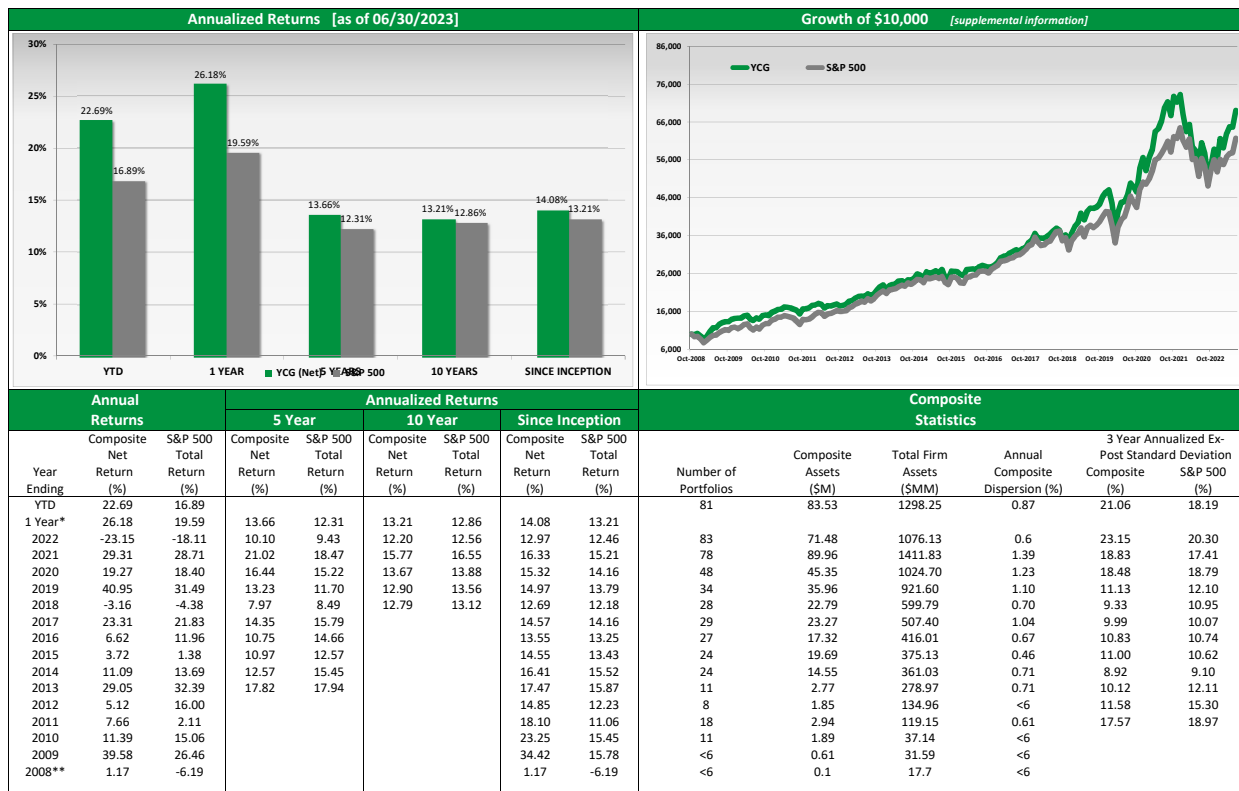 Annualized Returns [as of 06/30/2023]
30%
25%
20%
15%
10%
5%
0%
22.69%
16.89%
26.18%
19.59%
13.66%
12.31%
13.21%
12.86%
14.08%
13.21%
YTD
1 YEAR
5 YEARS
10 YEARS
SINCE INCEPTION
YCG (Net)
S&P 500
Growth of $10,000 [supplemental information]
86,000
76,000
66,000
56,000
46,000
36,000
26,000
16,000
6,000
YCG
S&P 500
Oct-2008 Oct-2009 Oct-2010 Oct-2011 Oct-2012 Oct-2013 Oct-2014 Oct-2015 Oct-2016 Oct-2017 Oct-2018 Oct-2019 Oct-2020 Oct-2021 Oct-2022
Annual Returns
Annualized Returns
5 Year 10 Year Since Inception
Composite Statistics
Year Ending
Composite Net Return (%)
S&P 500 Total Return (%)
Composite Net Return (%)
S&P 500 Total Return (%)
Composite Net Return (%)
S&P 500 Total Return (%)
Composite Net Return (%)
S&P 500 Total Return (%)
Number of Portfolios
Composite Assets ($M)
Total Firm Assets ($MM)
Annual Composite Dispersion (%)
3 Year Annualized Ex-Post Standard Deviation
Composite (%)
S&P 500 (%)
YTD 22.69 16.89 81 83.53 1298.25 0.87 21.06 18.19
1 Year* 26.18 19.59 13.66 12.31 13.21 12.86 14.08 13.21
2022 -23.15 -18.11 10.10 9.43 12.20 12.56 12.97 12.46 83 71.48 1076.13 0.6 23.15 20.30
2021 29.31 28.71 21.02 18.47 15.77 16.55 16.33 15.21 78 89.96 1411.83 1.39 18.83 17.41
2020 19.27 18.40 16.44 15.22 13.67 13.88 15.32 14.16 48 45.35 1024.70 1.23 18.48 18.79
2019 40.95 31.49 13.23 11.70 12.90 13.56 14.97 13.79 34 35.96 921.60 1.10 11.13 12.10
2018 -3.16 -4.38 7.97 8.49 12.79 13.12 12.69 12.18 28 22.79 599.79 0.70 9.33 10.95
2017 23.31 21.83 14.35 15.79 14.57 14.16 29 23.27 507.40 1.04 9.99 10.07
2016 6.62 11.96 10.75 14.66 13.55 13.25 27 17.32 416.01 0.67 10.83 10.74
2015 3.72 1.38 10.97 12.57 14.55 13.43 24 19.69 375.13 0.46 11.00 10.62
2014 11.09 13.69 12.57 15.45 16.41 15.52 24 14.55 361.03 0.71 8.92 9.10
2013 29.05 32.39 17.82 17.94 17.47 15.87 11 2.77 278.97 0.71 10.12 12.11
2012 5.12 16.00 14.85 12.23 8 1.85 134.96 <6 11.58 15.30
2011 7.66 2.11 18.10 11.06 18 2.94 119.15 0.61 17.57 18.97
2010 11.39 15.06 23.25 15.45 11 1.89 37.14 <6
2009 39.58 26.46 34.42 15.78 <6 0.61 31.59 <6
2008** 1.17 -6.19 1.17 -6.19 <6 0.1 17.7 <6